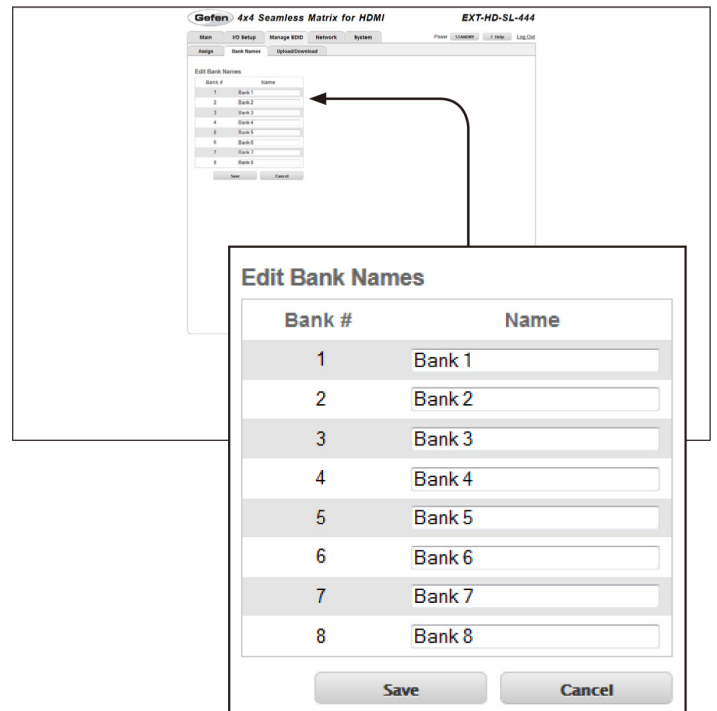 Gefen 4x4 Seamless Matrix for HDMI EXT-HD-SL-444
Main I/O Setup Manage EDID Network System Power STANDBY ? Help Log Out
Assign Bank Names Upload/Download
Edit Bank Names
Bank # Name
1 Bank 1
2 Bank 2
3 Bank 3
4 Bank 4
5 Bank 5
6 Bank 6
7 Bank 7
8 Bank 8
Save Cancel
Edit Bank Names
Bank # Name
1 Bank 1
2 Bank 2
3 Bank 3
4 Bank 4
5 Bank 5
6 Bank 6
7 Bank 7
8 Bank 8
Save Cancel